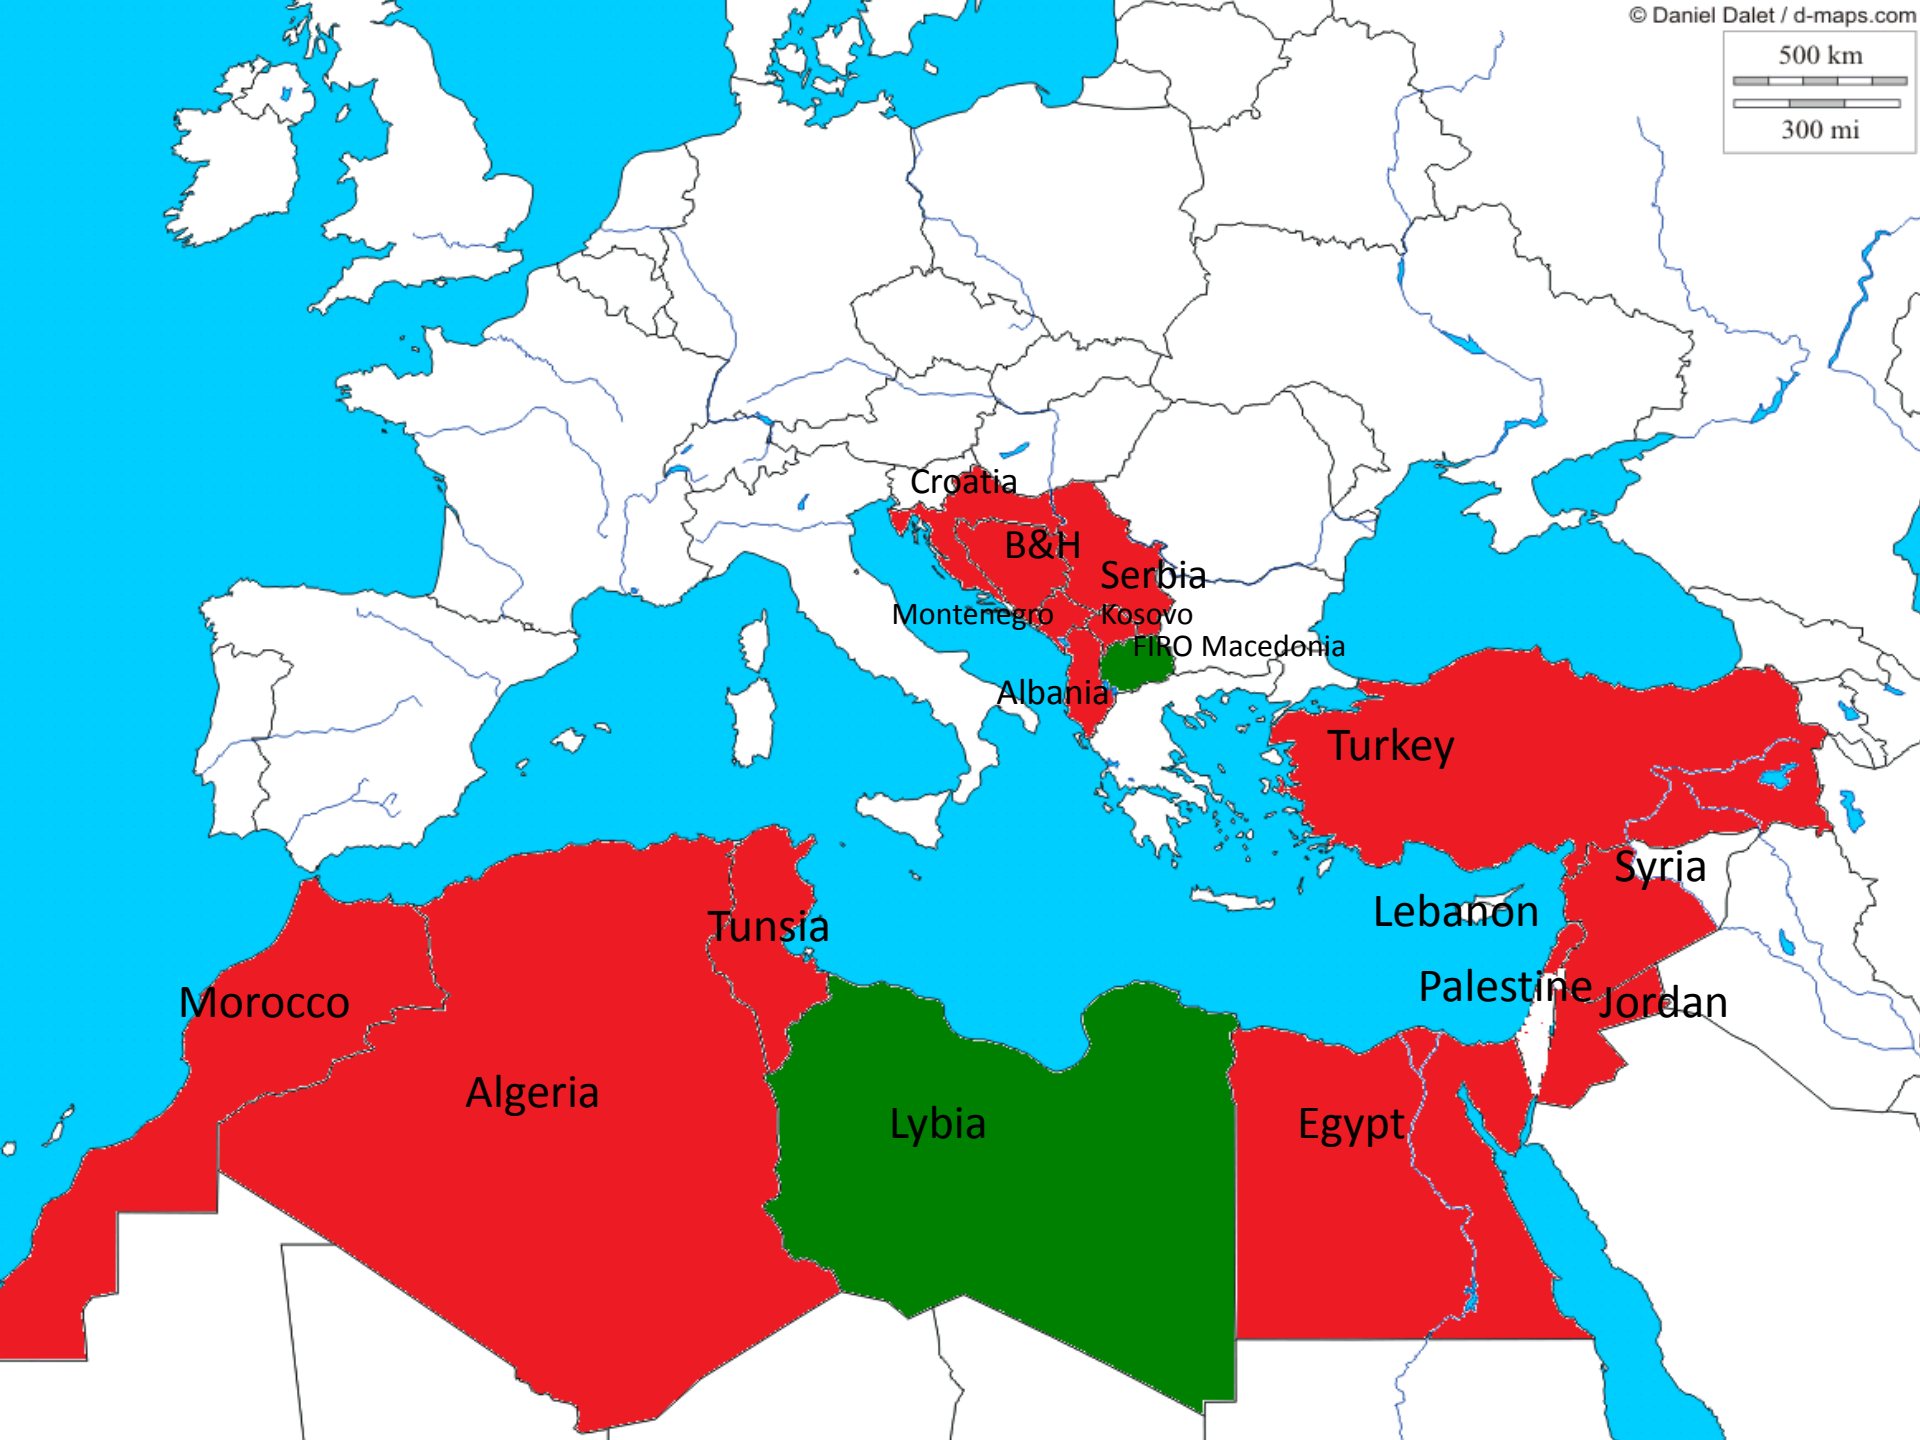 © Daniel Dalet / d-maps.com
500 km
300 mi
Croatia
B&H
Serbia
Montenegro
Kosovo
FIRO Macedonia
Albania
Turkey
Syria
Lebanon
Tunsia
Palestine
Jordan
Morocco
Algeria
Lybia
Egypt